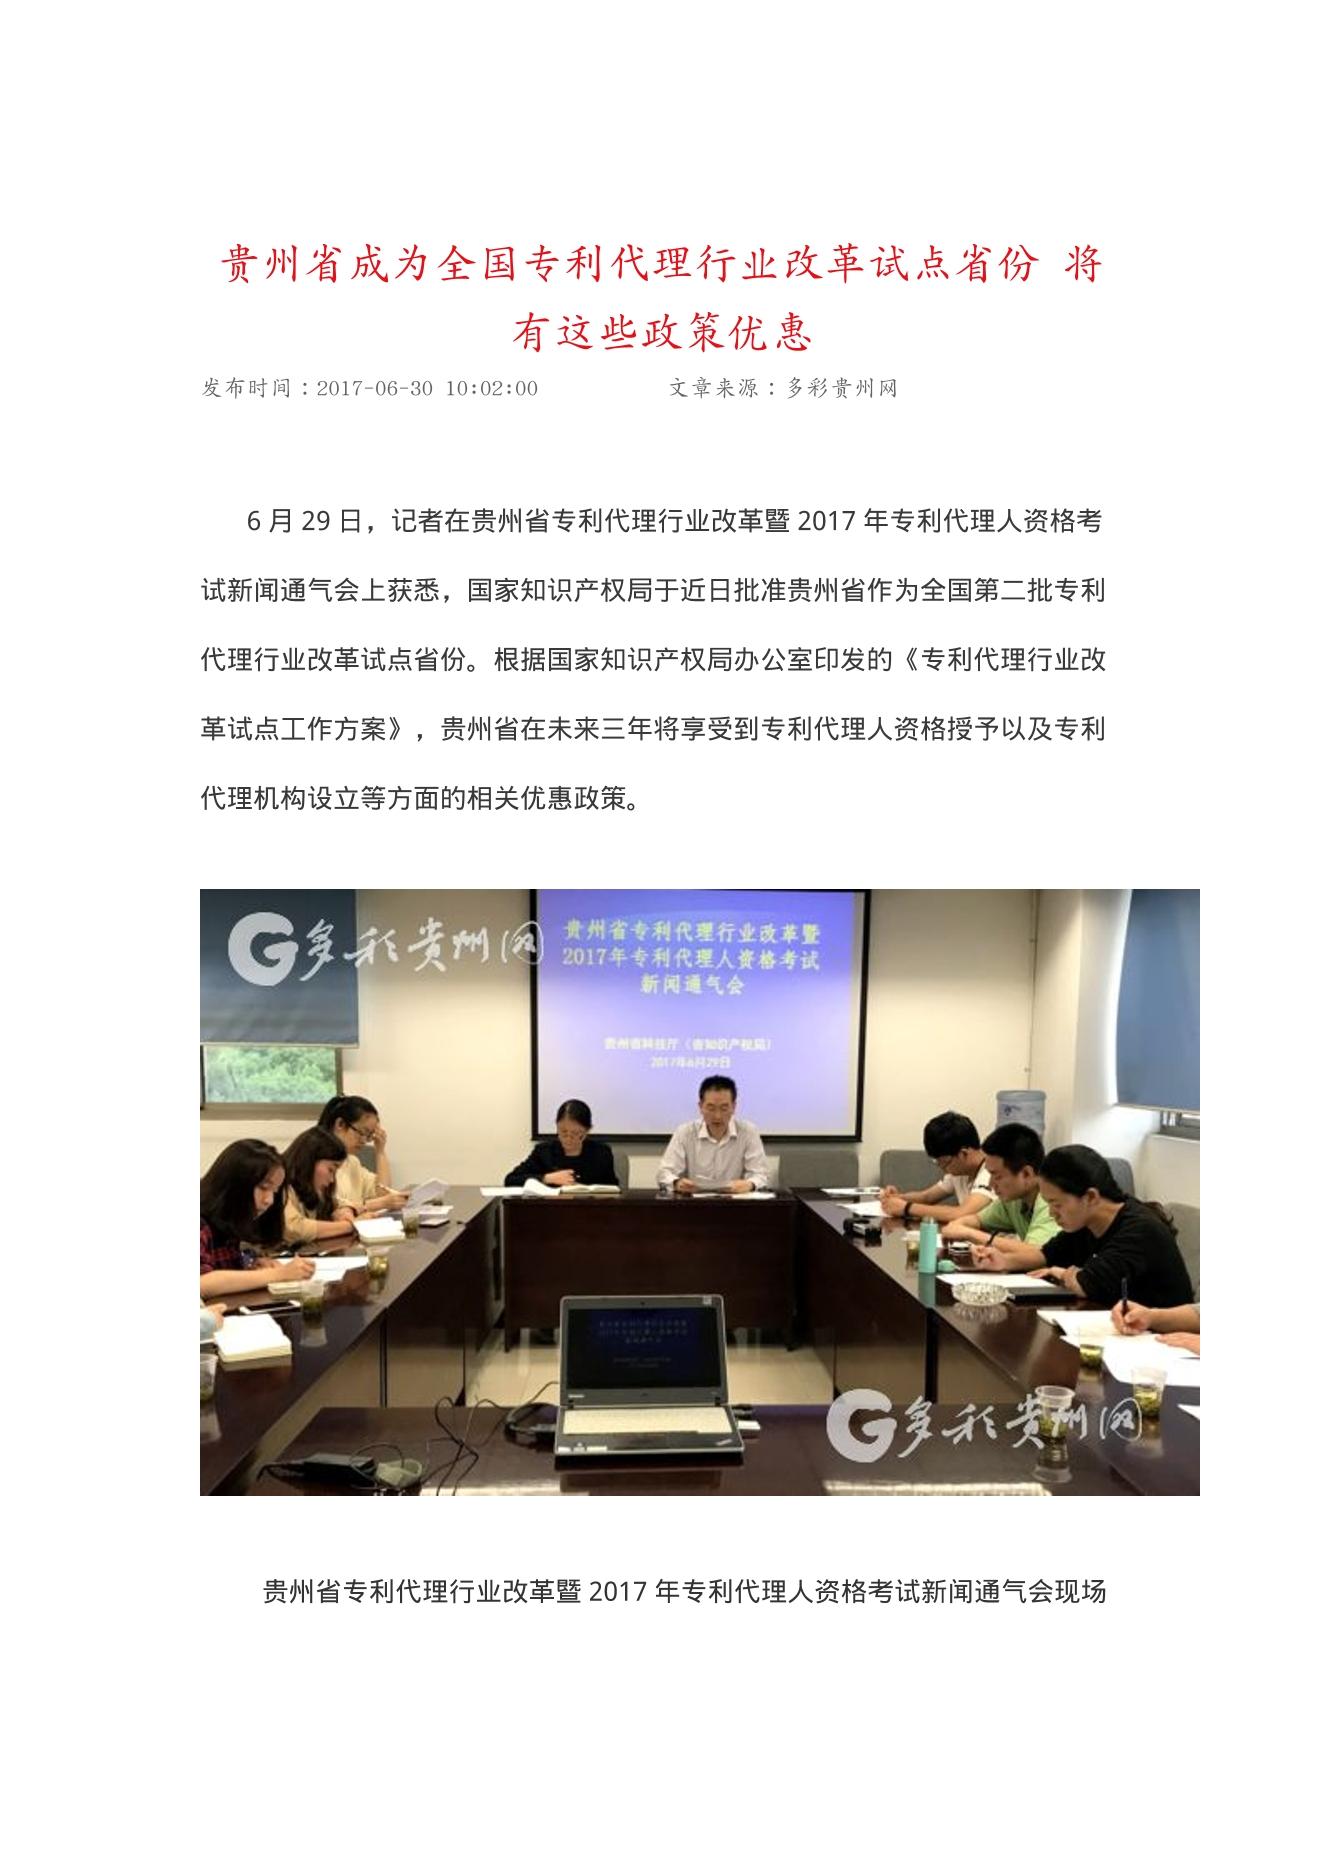 贵州省成为全国专利代理行业改革试点省份 将
有这些政策优惠
发布时间：2017-06-30 10:02:00 文章来源：多彩贵州网
6 月 29 日，记者在贵州省专利代理行业改革暨 2017 年专利代理人资格考
试新闻通气会上获悉，国家知识产权局于近日批准贵州省作为全国第二批专利
代理行业改革试点省份。根据国家知识产权局办公室印发的《专利代理行业改
革试点工作方案》，贵州省在未来三年将享受到专利代理人资格授予以及专利
代理机构设立等方面的相关优惠政策。
多彩贵州网
贵州省专利代理行业改革暨
2017年专利代理人资格考试
新闻通气会
贵州省科技厅（省知识产权局）
2017年6月29日
多彩贵州网
贵州省专利代理行业改革暨 2017 年专利代理人资格考试新闻通气会现场